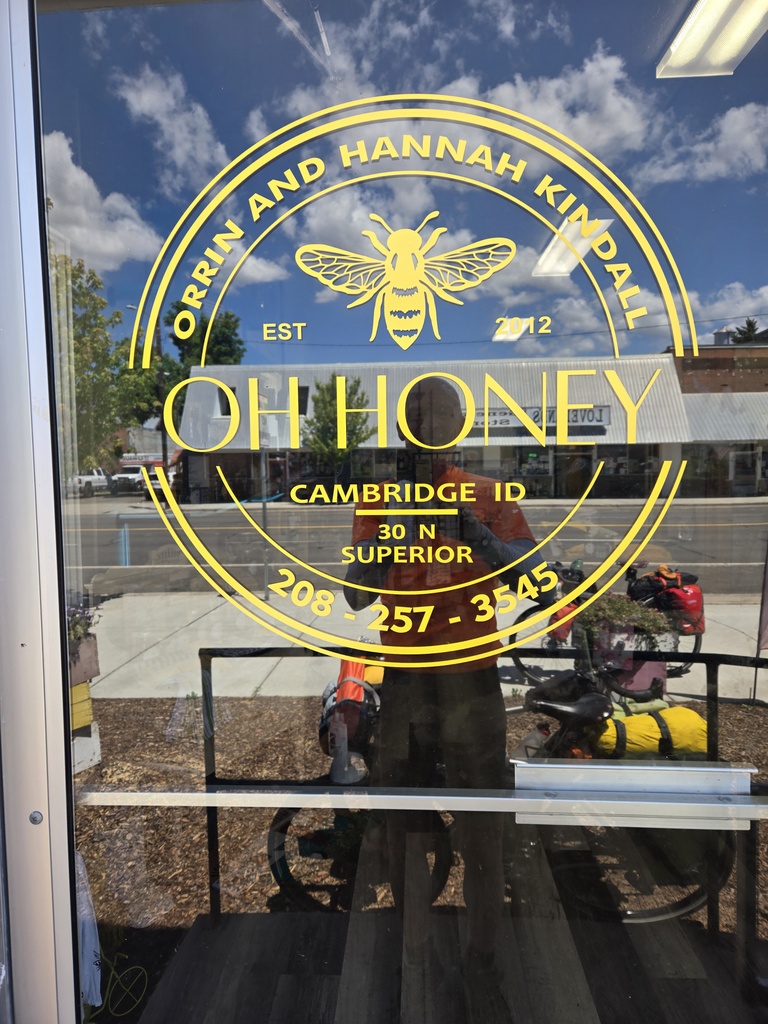 ORRIN AND HANNAH KINDALL
EST 2012
OH HONEY
CAMBRIDGE ID
30 N
SUPERIOR
208 - 257 - 3545